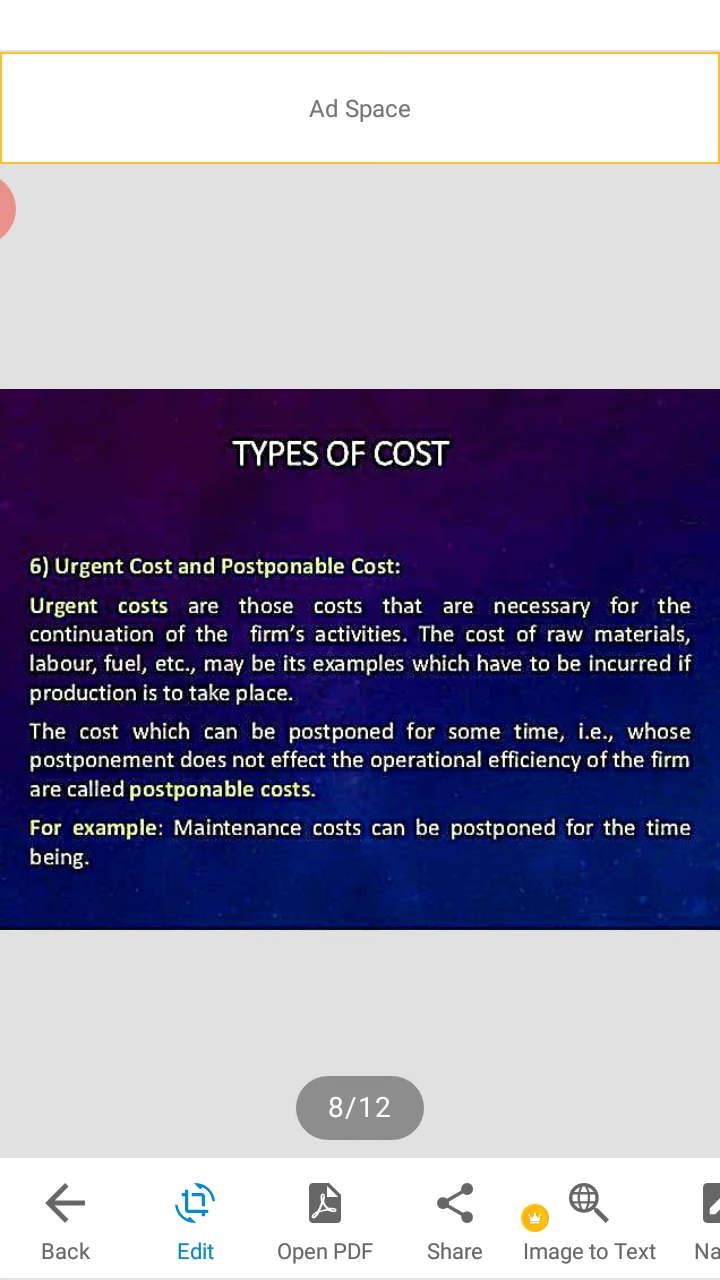 Ad Space
TYPES OF COST
6) Urgent Cost and Postponable Cost:
Urgent costs are those costs that are necessary for the
continuation of the firm's activities. The cost of raw materials,
labour, fuel, etc., may be its examples which have to be incurred if
production is to take place.
The cost which can be postponed for some time, i.e., whose
postponement does not effect the operational efficiency of the firm
are called postponable costs.
For example: Maintenance costs can be postponed for the time
being.
8/12
Back Edit Open PDF Share Image to Text Na